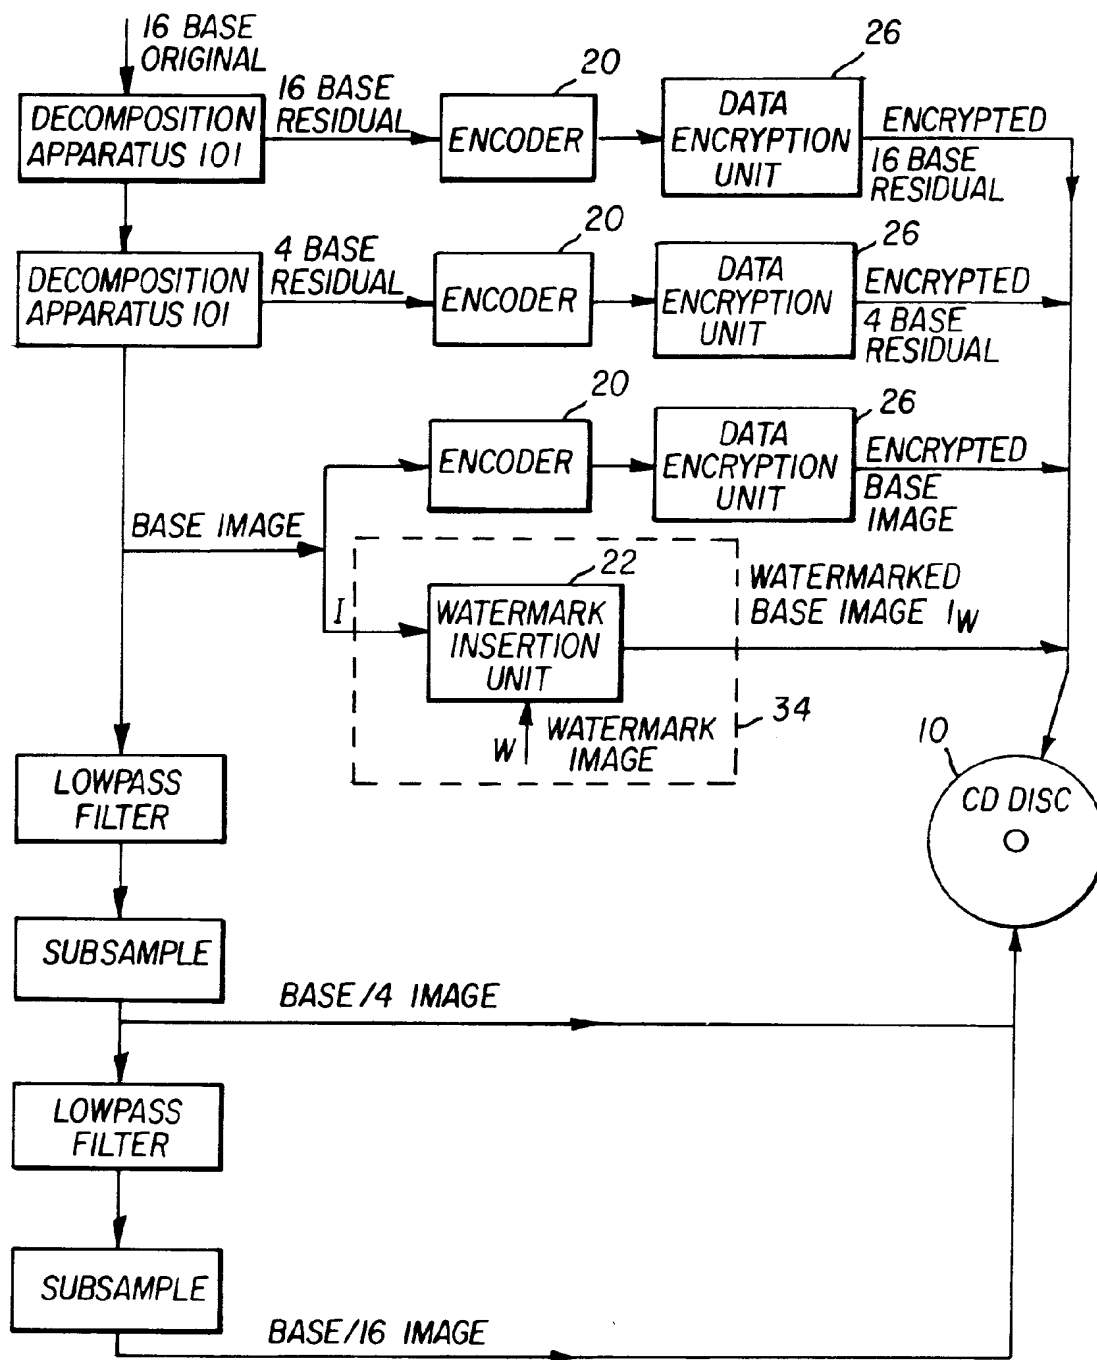 16 BASE
ORIGINAL
DECOMPOSITION
APPARATUS 101
16 BASE
RESIDUAL
20
ENCODER
26
DATA
ENCRYPTION
UNIT
ENCRYPTED
16 BASE
RESIDUAL
DECOMPOSITION
APPARATUS 101
4 BASE
RESIDUAL
20
ENCODER
26
DATA
ENCRYPTION
UNIT
ENCRYPTED
4 BASE
RESIDUAL
20
ENCODER
26
DATA
ENCRYPTION
UNIT
ENCRYPTED
BASE
IMAGE
BASE IMAGE
I
22
WATERMARK
INSERTION
UNIT
WATERMARKED
BASE IMAGE IW
W
WATERMARK
IMAGE
34
10
CD DISC
LOWPASS
FILTER
SUBSAMPLE
BASE/4 IMAGE
LOWPASS
FILTER
SUBSAMPLE
BASE/16 IMAGE